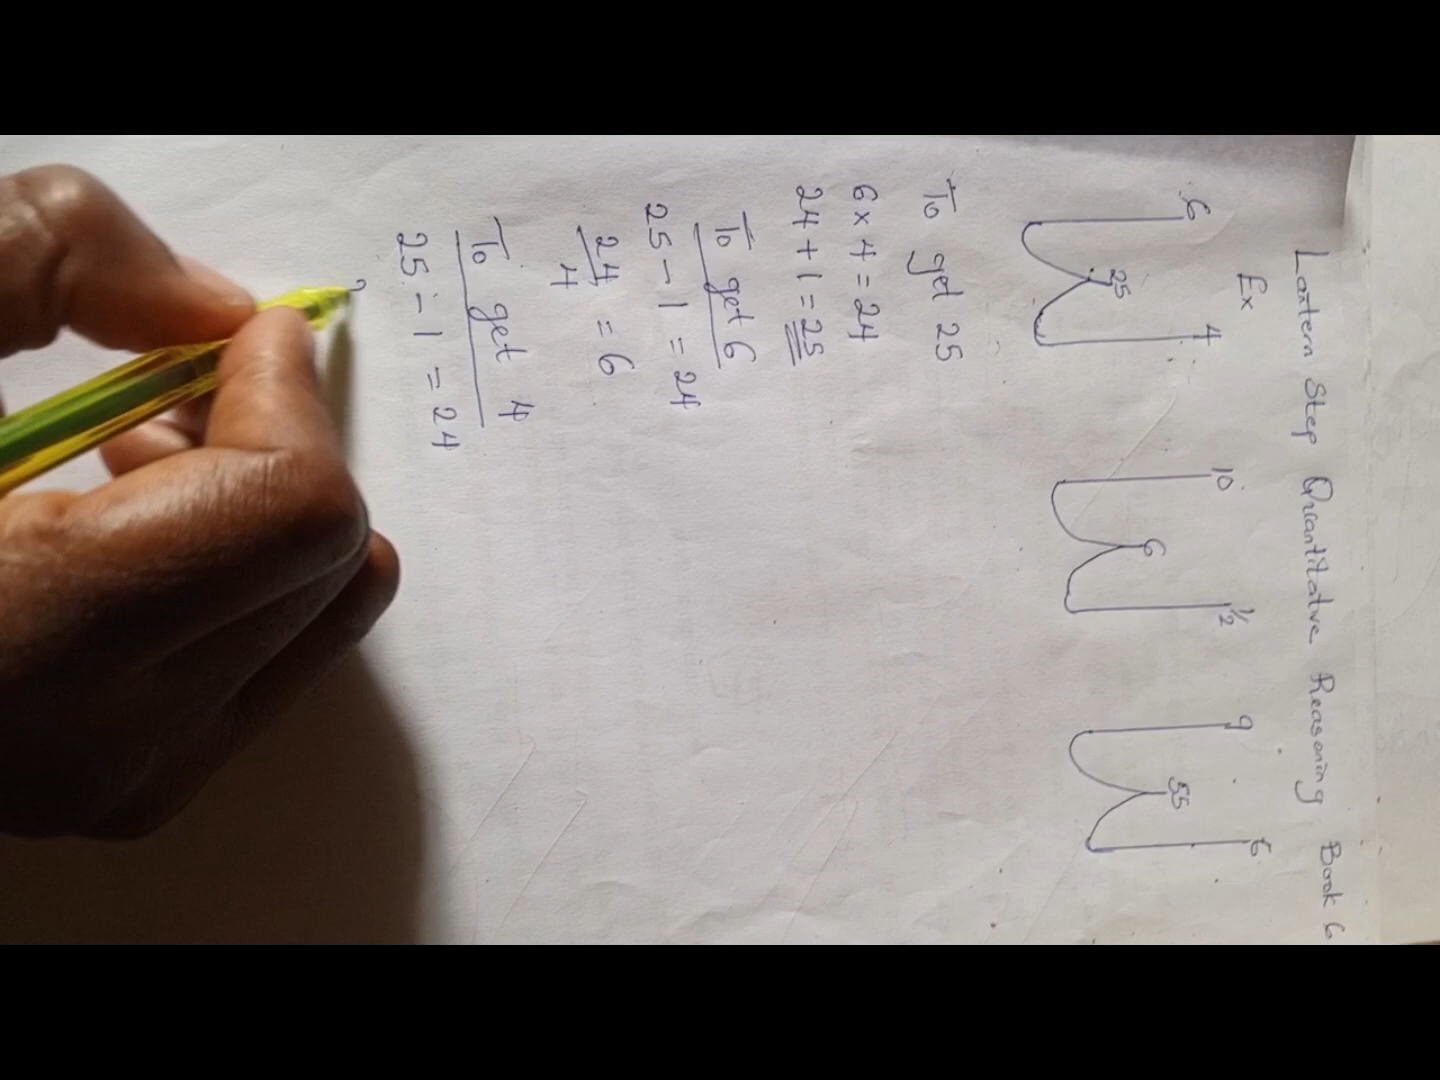 Lantern Step Quantitative Reasoning Book 6
Ex
6 4 10 1/2 9 6
25 6 55
To get 25
6 x 4 = 24
24 + 1 = 25
To get 6
25 - 1 = 24
24/4 = 6
To get 4
25 - 1 = 24